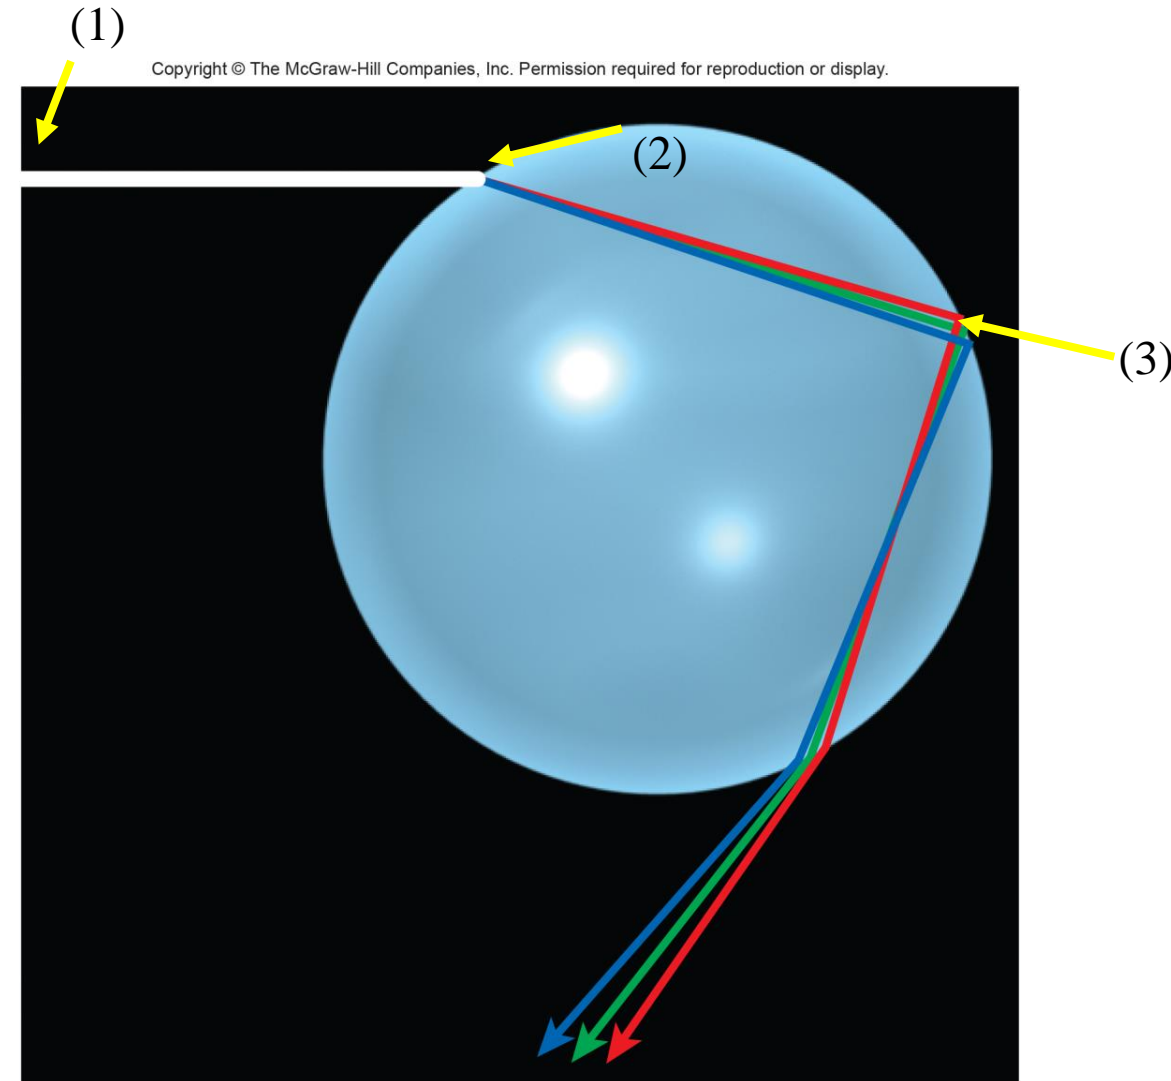 (1)
Copyright © The McGraw-Hill Companies, Inc. Permission required for reproduction or display.
(2)
(3)